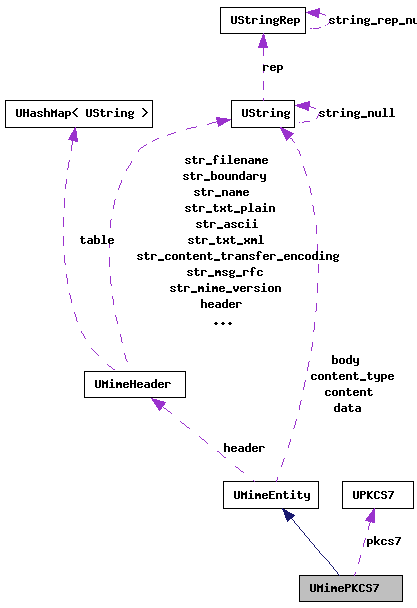 UStringRep
string_rep_nu
rep
UHashMap< UString >
UString
string_null
str_filename
str_boundary
str_name
str_txt_plain
str_ascii
str_txt_xml
str_content_transfer_encoding
str_msg_rfc
str_mime_version
header
...
table
body
content_type
content
data
UMimeHeader
header
UMimeEntity
UPKCS7
pkcs7
UMimePKCS7